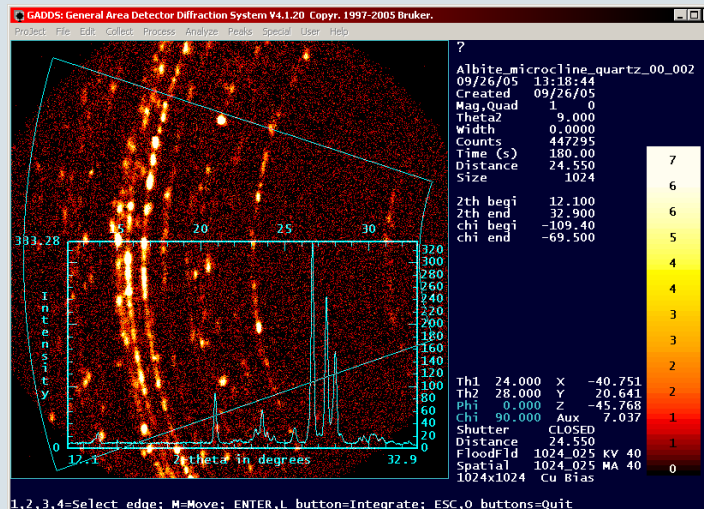 GADDS: General Area Detector Diffraction System V4.1.20 Copyr. 1997-2005 Bruker.
Project File Edit Collect Process Analyze Peaks Special User Help
?
Albite_microcline_quartz_00_002
09/26/05 13:18:44
Created 09/26/05
Mag,Quad 1 0
Theta2 9.000
Width 0.0000
Counts 447295
Time (s) 180.00
Distance 24.550
Size 1024
2th begi 12.100
2th end 32.900
chi begi -109.40
chi end -69.500
7
6
6
5
4
4
3
3
2
2
1
1
0
15 20 25 30
333.28
320
300
280
260
240
220
200
180
160
140
120
100
80
60
40
20
0
Intensity
0
12.1 2-theta in degrees 32.9
Th1 24.000 X -40.751
Th2 28.000 Y 20.641
Phi 0.000 Z -45.768
Chi 90.000 Aux 7.037
Shutter CLOSED
Distance 24.550
FloodFld 1024_025 KV 40
Spatial 1024_025 MA 40
1024x1024 Cu Bias
1,2,3,4=Select edge; M=Move; ENTER,L button=Integrate; ESC,O buttons=Quit